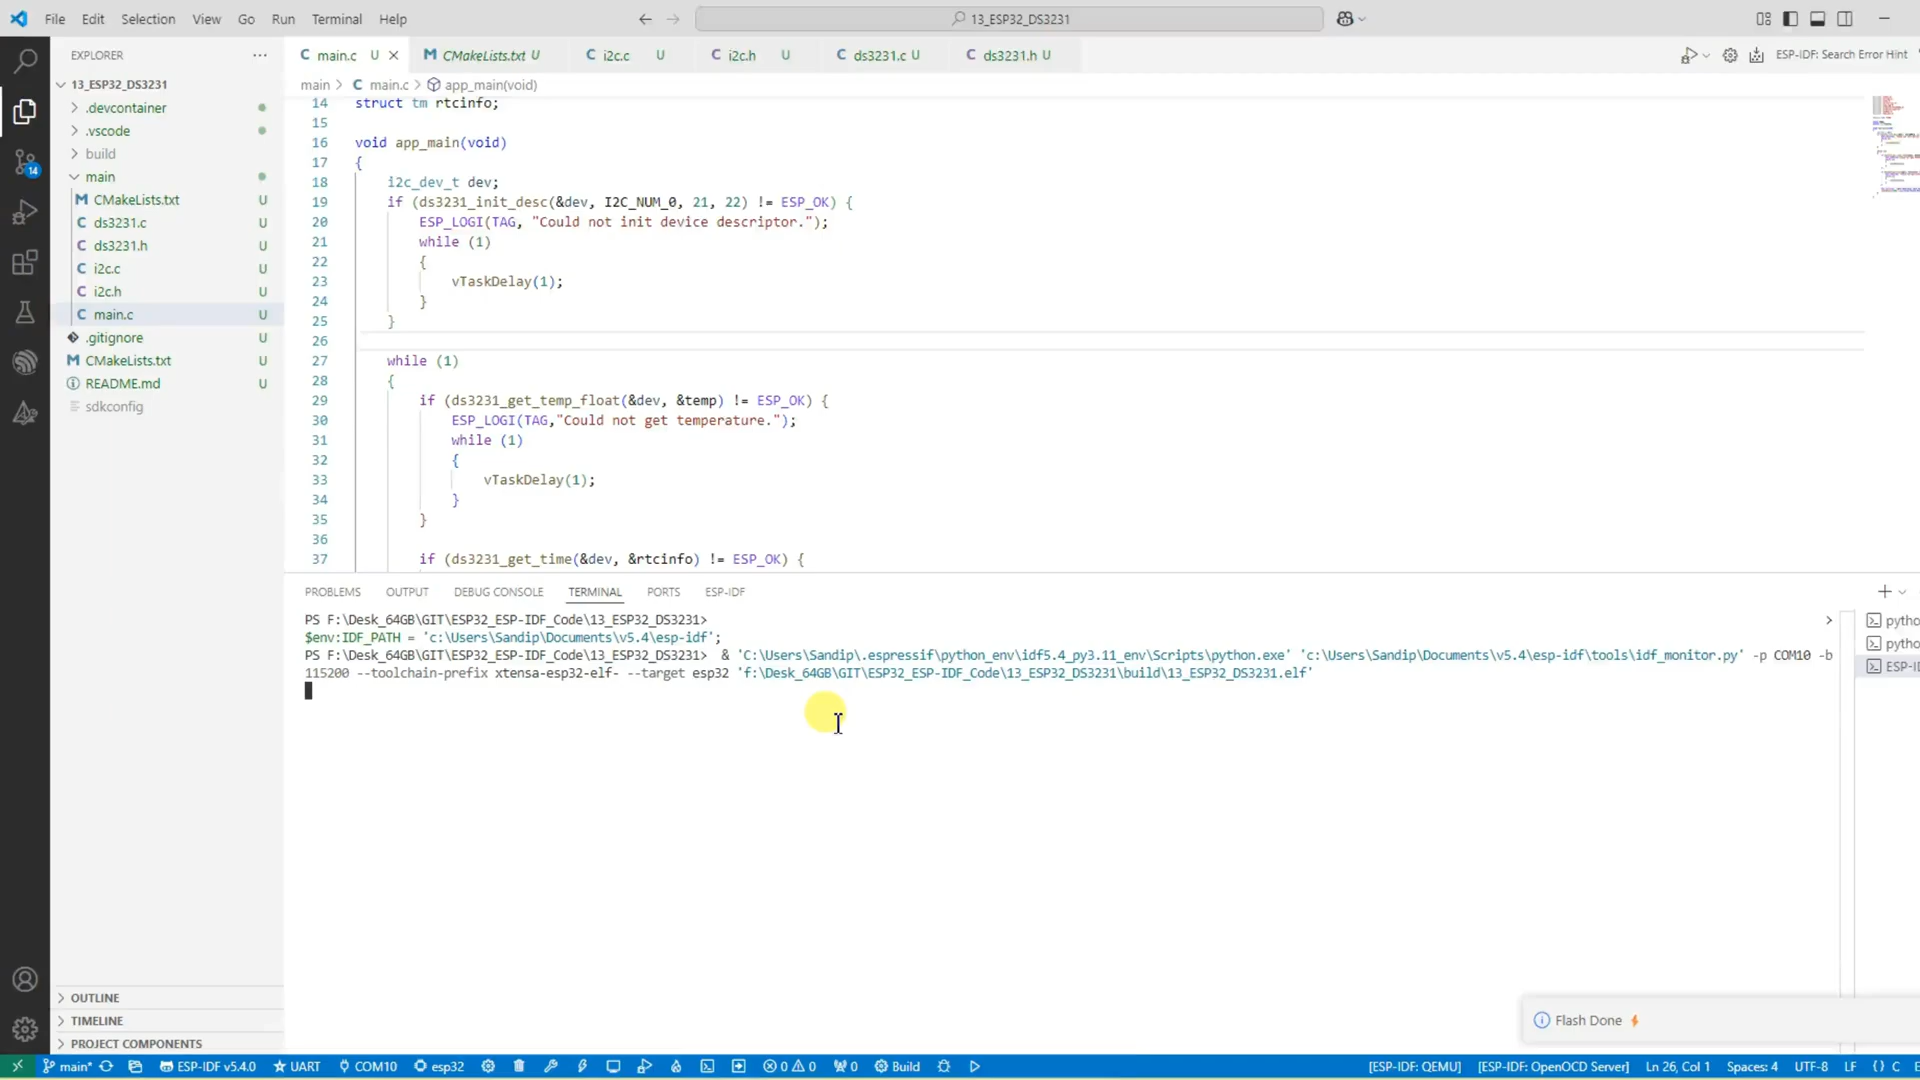 File Edit Selection View Go Run Terminal Help
13_ESP32_DS3231
EXPLORER
13_ESP32_DS3231
.devcontainer
.vscode
build
main
CMakeLists.txt U
ds3231.c U
ds3231.h U
i2c.c U
i2c.h U
main.c U
.gitignore U
CMakeLists.txt U
README.md U
sdkconfig
OUTLINE
TIMELINE
PROJECT COMPONENTS
14
C main.c U M CMakeLists.txt U C i2c.c U C i2c.h U C ds3231.c U C ds3231.h U
ESP-IDF: Search Error Hint
main > C main.c > app_main(void)
14 struct tm rtcinfo;
15
16 void app_main(void)
17 {
18 i2c_dev_t dev;
19 if (ds3231_init_desc(&dev, I2C_NUM_0, 21, 22) != ESP_OK) {
20 ESP_LOGI(TAG, "Could not init device descriptor.");
21 while (1)
22 {
23 vTaskDelay(1);
24 }
25 }
26
27 while (1)
28 {
29 if (ds3231_get_temp_float(&dev, &temp) != ESP_OK) {
30 ESP_LOGI(TAG,"Could not get temperature.");
31 while (1)
32 {
33 vTaskDelay(1);
34 }
35 }
36
37 if (ds3231_get_time(&dev, &rtcinfo) != ESP_OK) {
PROBLEMS OUTPUT DEBUG CONSOLE TERMINAL PORTS ESP-IDF
PS F:\Desk_64GB\GIT\ESP32_ESP-IDF_Code\13_ESP32_DS3231>
$env:IDF_PATH = 'c:\Users\Sandip\Documents\v5.4\esp-idf';
PS F:\Desk_64GB\GIT\ESP32_ESP-IDF_Code\13_ESP32_DS3231> & 'C:\Users\Sandip\.espressif\python_env\idf5.4_py3.11_env\Scripts\python.exe' 'c:\Users\Sandip\Documents\v5.4\esp-idf\tools\idf_monitor.py' -p COM10 -b
115200 --toolchain-prefix xtensa-esp32-elf- --target esp32 'f:\Desk_64GB\GIT\ESP32_ESP-IDF_Code\13_ESP32_DS3231\build\13_ESP32_DS3231.elf'
pytho
pytho
ESP-ID
Flash Done
main* ESP-IDF v5.4.0 UART COM10 esp32 0 0 0 Build [ESP-IDF: QEMU] [ESP-IDF: OpenOCD Server] Ln 26, Col 1 Spaces: 4 UTF-8 LF {} C